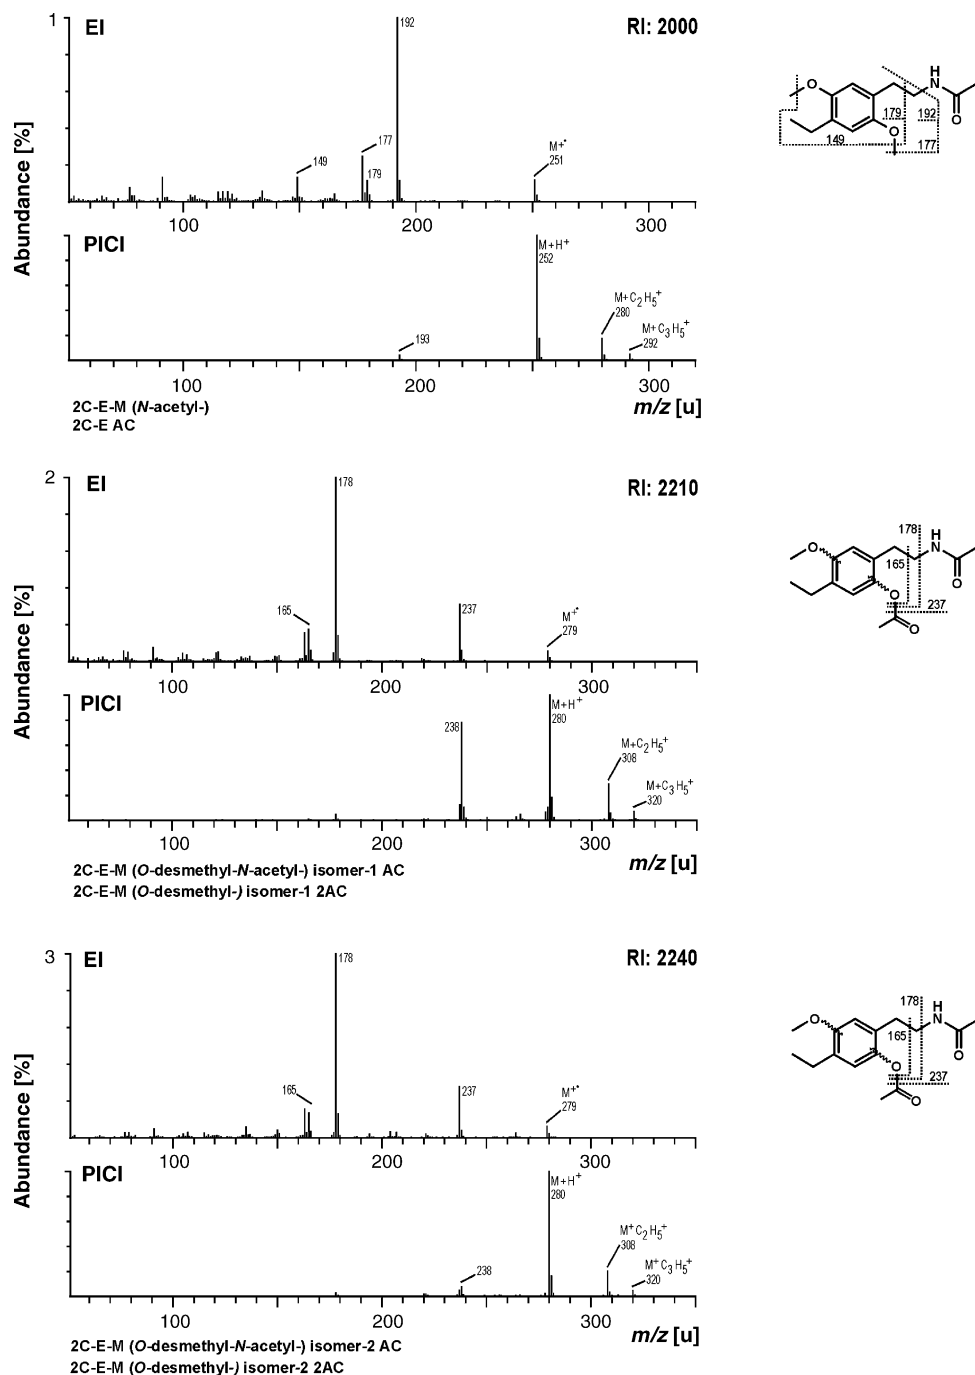 1
EI
RI: 2000
192
177
179
149
M+•
251
Abundance [%]
100
200
300
PICI
M+H+
252
M+C2H5+
280
M+C3H5+
292
193
100
200
300
m/z [u]
2C-E-M (N-acetyl-)
2C-E AC
H
N
O
O
O
179
192
149
177
2
EI
RI: 2210
178
165
237
M+•
279
Abundance [%]
100
200
300
PICI
M+H+
280
238
M+C2H5+
308
M+C3H5+
320
100
200
300
m/z [u]
2C-E-M (O-desmethyl-N-acetyl-) isomer-1 AC
2C-E-M (O-desmethyl-) isomer-1 2AC
178
H
N
O
165
O
O
237
O
3
EI
RI: 2240
178
165
237
M+•
279
Abundance [%]
100
200
300
PICI
M+H+
280
M+C2H5+
308
M+C3H5+
320
238
100
200
300
m/z [u]
2C-E-M (O-desmethyl-N-acetyl-) isomer-2 AC
2C-E-M (O-desmethyl-) isomer-2 2AC
178
H
N
O
165
O
O
237
O